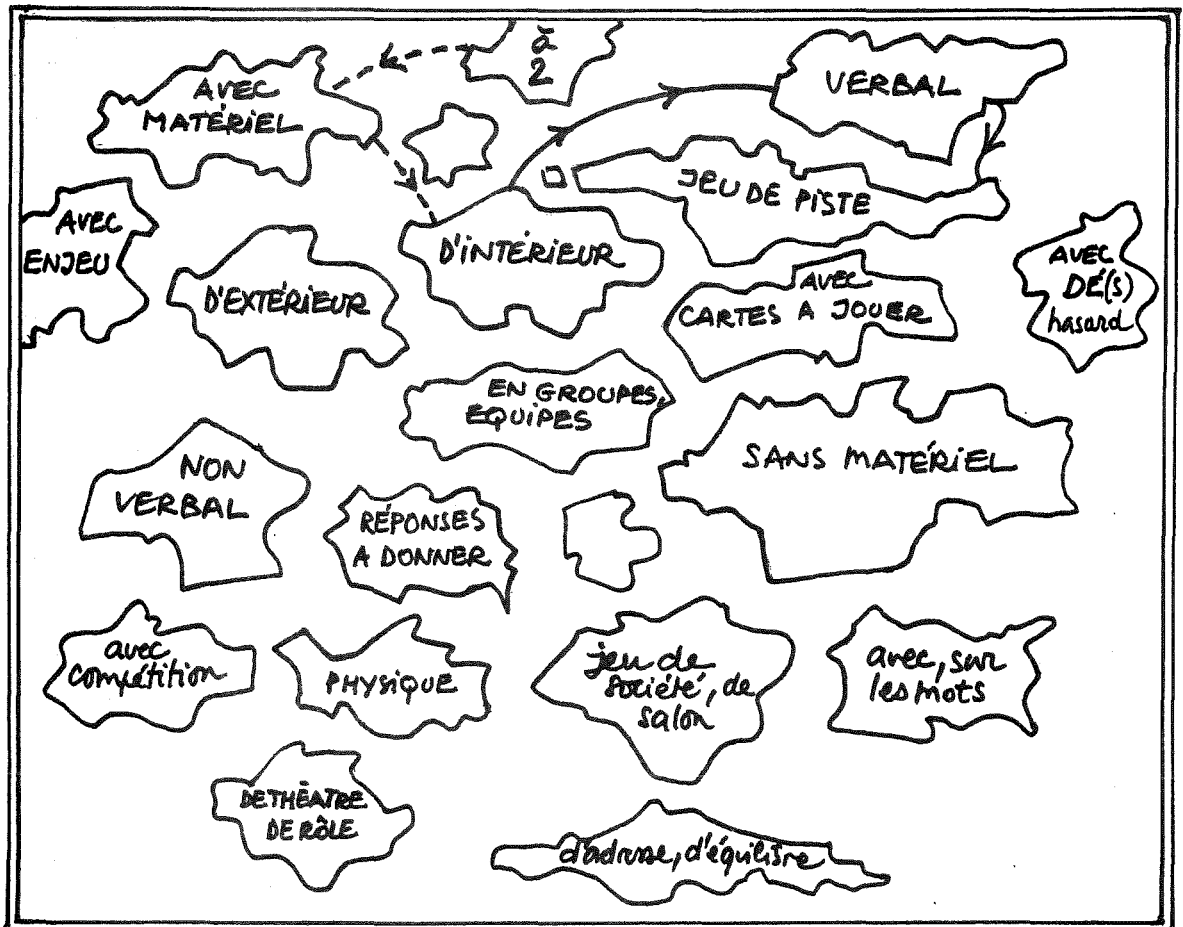 à
2
AVEC
MATÉRIEL
VERBAL
JEU DE PISTE
AVEC
ENJEU
D'INTÉRIEUR
D'EXTÉRIEUR
AVEC
CARTES A JOUER
AVEC
DÉ(S)
hasard
EN GROUPES,
ÉQUIPES
SANS MATÉRIEL
NON
VERBAL
RÉPONSES
A DONNER
avec
compétition
PHYSIQUE
jeu de
société, de
salon
avec, sur
les mots
DE THÉATRE
DE RÔLE
d'adresse, d'équilibre